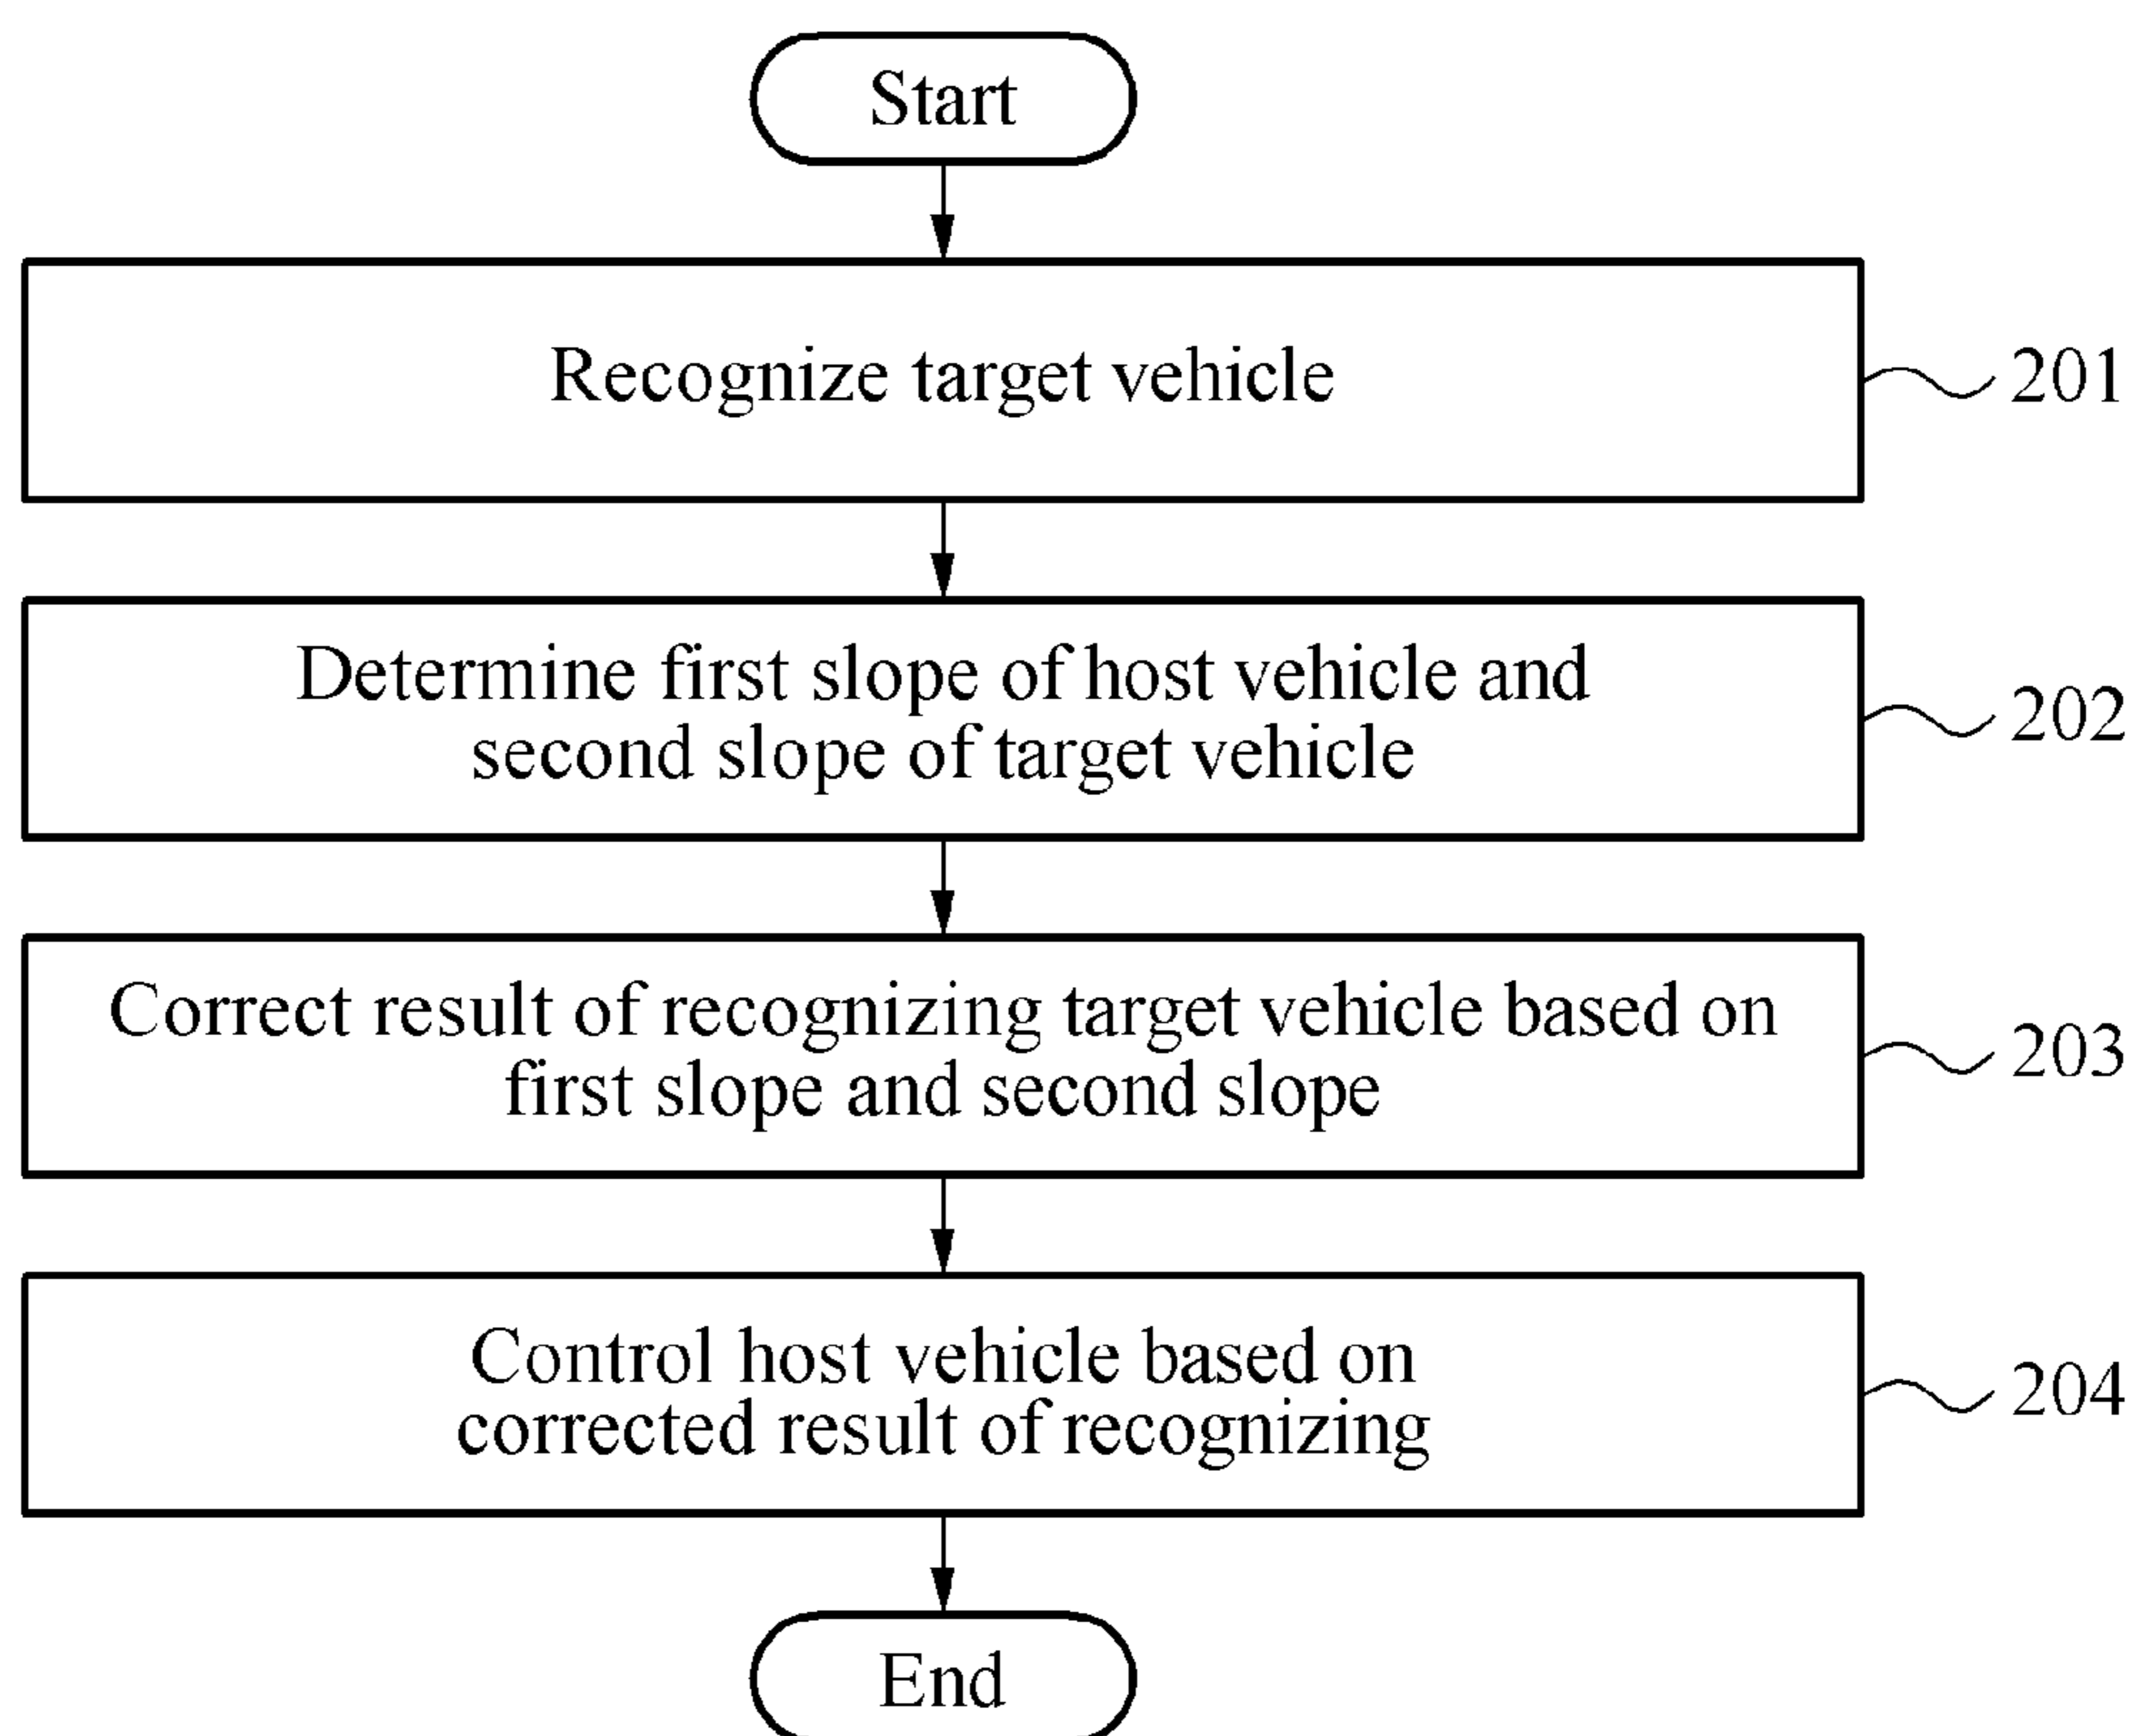 Start
Recognize target vehicle
201
Determine first slope of host vehicle and
second slope of target vehicle
202
Correct result of recognizing target vehicle based on
first slope and second slope
203
Control host vehicle based on
corrected result of recognizing
204
End